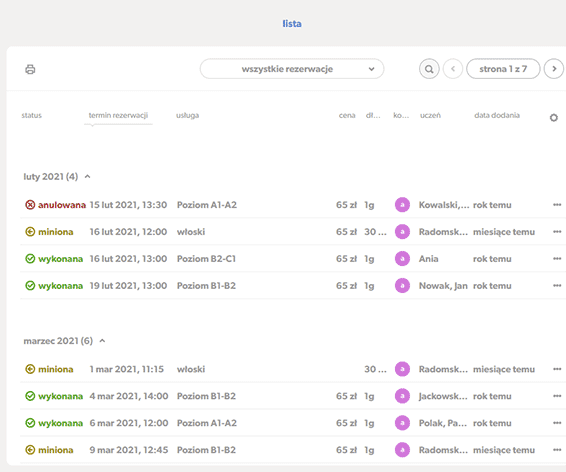 lista
wszystkie rezerwacje
strona 1 z 7
status termin rezerwacji usługa cena dł... ko... uczeń data dodania
luty 2021 (4)
anulowana 15 lut 2021, 13:30 Poziom A1-A2 65 zł 1g a Kowalski,... rok temu
miniona 16 lut 2021, 12:00 włoski 65 zł 30 ... a Radomsk... miesiące temu
wykonana 16 lut 2021, 13:00 Poziom B2-C1 65 zł 1g a Ania rok temu
wykonana 19 lut 2021, 13:00 Poziom B1-B2 65 zł 1g a Nowak, Jan rok temu
marzec 2021 (6)
miniona 1 mar 2021, 11:15 włoski 30 ... a Radomsk... miesiące temu
wykonana 4 mar 2021, 14:00 Poziom B1-B2 65 zł 1g a Jackowsk... rok temu
wykonana 6 mar 2021, 12:00 Poziom A1-A2 65 zł 1g a Polak, Pa... rok temu
miniona 9 mar 2021, 12:45 Poziom B1-B2 65 zł 1g a Radomsk... miesiące temu